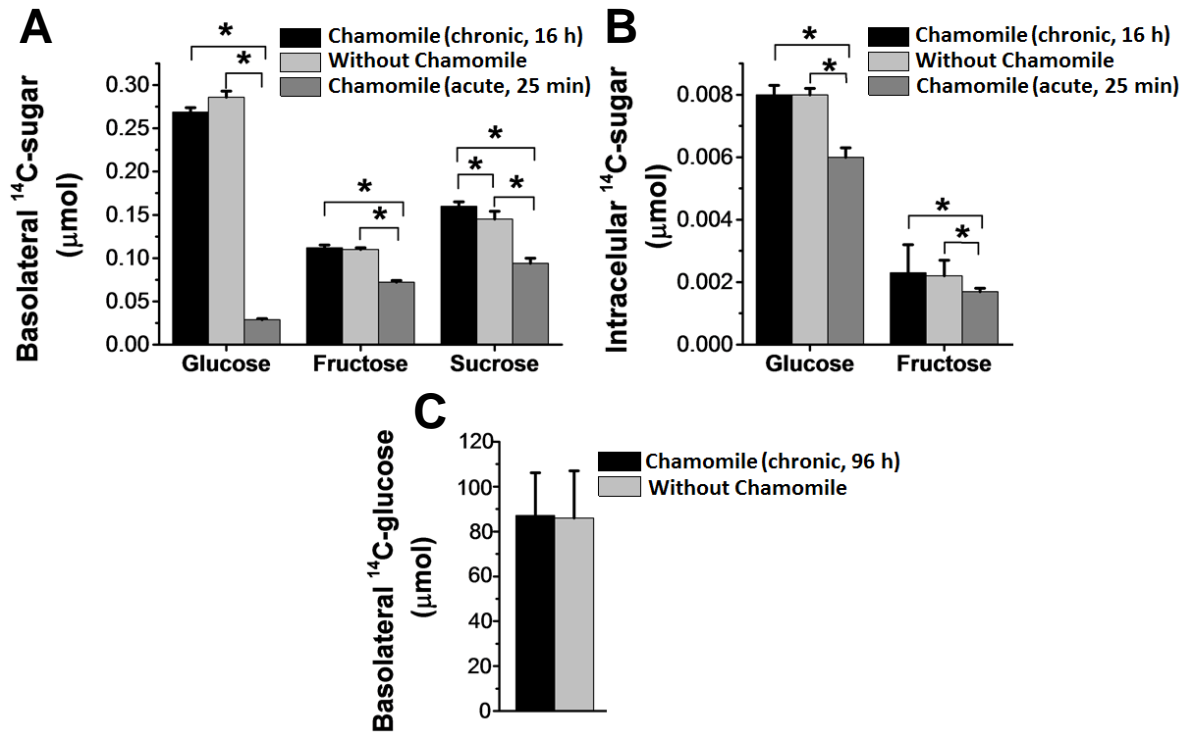 A
Chamomile (chronic, 16 h)
Without Chamomile
Chamomile (acute, 25 min)
Basolateral ¹⁴C-sugar
(μmol)
0.30
0.25
0.20
0.15
0.10
0.05
0.00
* * * * * * *
Glucose Fructose Sucrose
B
Chamomile (chronic, 16 h)
Without Chamomile
Chamomile (acute, 25 min)
Intracelular ¹⁴C-sugar
(μmol)
0.008
0.006
0.004
0.002
0.000
* * * *
Glucose Fructose
C
Chamomile (chronic, 96 h)
Without Chamomile
Basolateral ¹⁴C-glucose
(μmol)
120
100
80
60
40
20
0